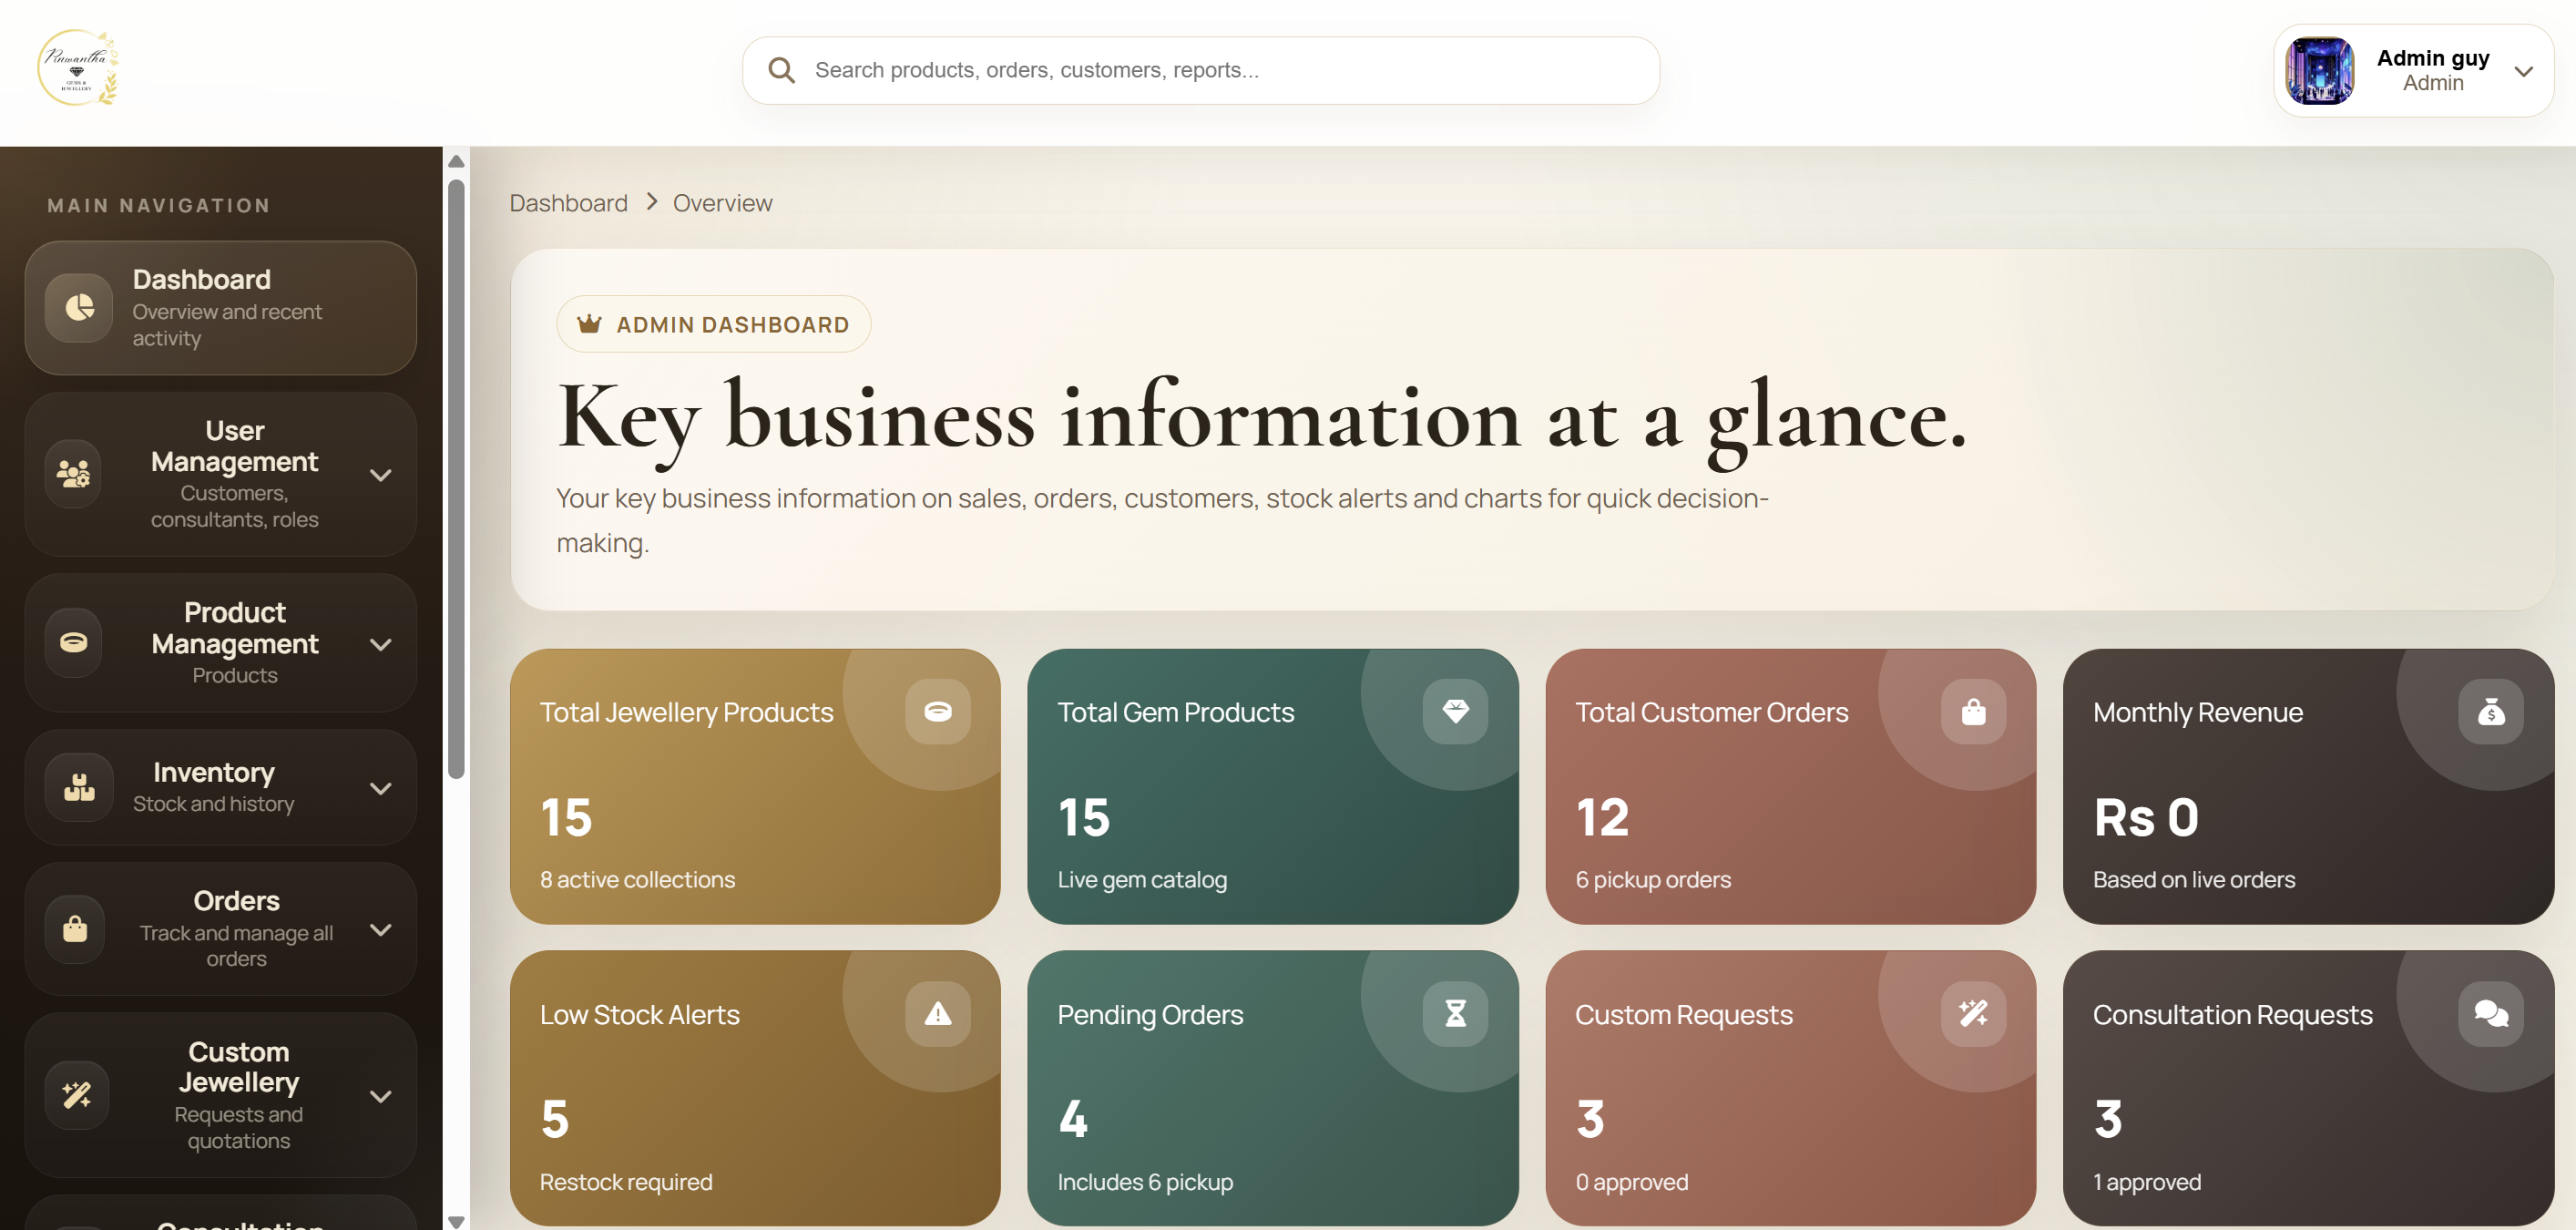 Pinwantha
GEMS &
JEWELLERY
Search products, orders, customers, reports...
Admin guy
Admin
MAIN NAVIGATION
Dashboard
Overview and recent
activity
User
Management
Customers,
consultants, roles
Product
Management
Products
Inventory
Stock and history
Orders
Track and manage all
orders
Custom
Jewellery
Requests and
quotations
Consultation
Dashboard > Overview
ADMIN DASHBOARD
Key business information at a glance.
Your key business information on sales, orders, customers, stock alerts and charts for quick decision-
making.
Total Jewellery Products
15
8 active collections
Total Gem Products
15
Live gem catalog
Total Customer Orders
12
6 pickup orders
Monthly Revenue
Rs 0
Based on live orders
Low Stock Alerts
5
Restock required
Pending Orders
4
Includes 6 pickup
Custom Requests
3
0 approved
Consultation Requests
3
1 approved